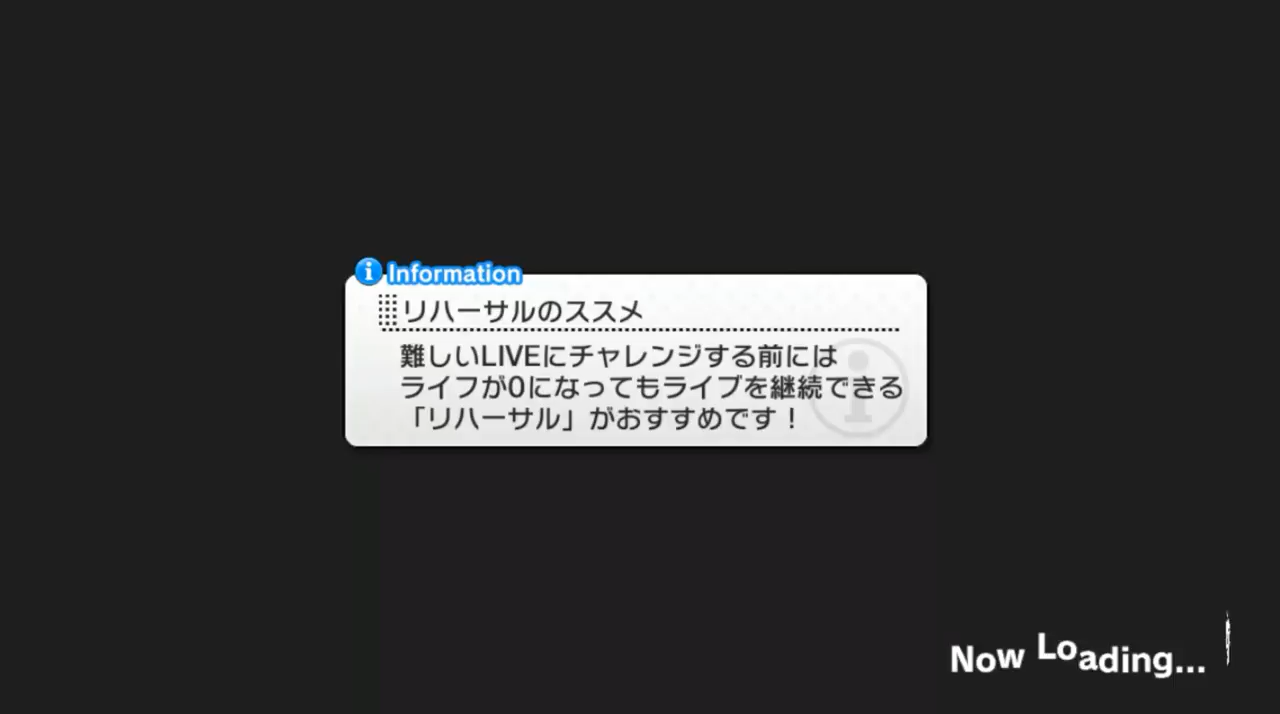 Information
リハーサルのススメ
難しいLIVEにチャレンジする前には
ライフが0になってもライブを継続できる
「リハーサル」がおすすめです！
Now Loading...